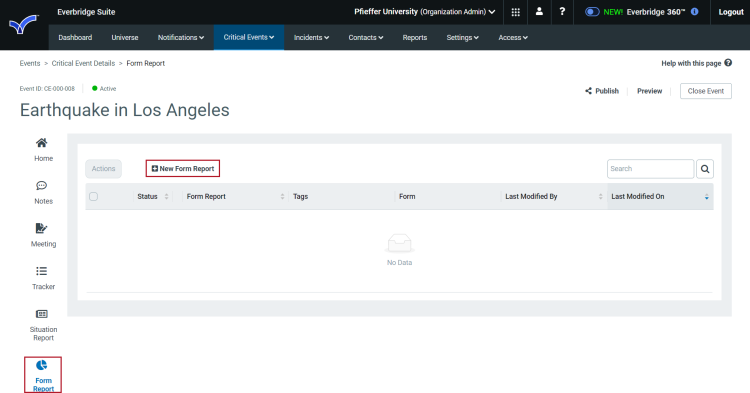 Everbridge Suite
Pfieffer University (Organization Admin)
?
NEW! Everbridge 360™
Logout
Dashboard
Universe
Notifications
Critical Events
Incidents
Contacts
Reports
Settings
Access
Events > Critical Event Details > Form Report
Help with this page
Event ID: CE-000-008
Active
Publish
Preview
Close Event
Earthquake in Los Angeles
Home
Notes
Meeting
Tracker
Situation
Report
Form
Report
Actions
New Form Report
Search
Status
Form Report
Tags
Form
Last Modified By
Last Modified On
No Data